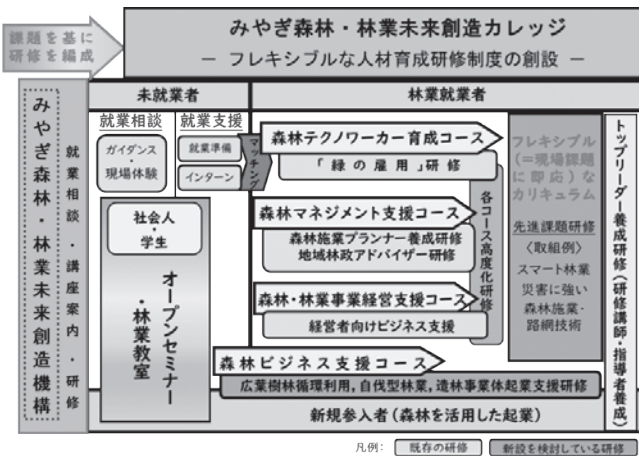 課題を基に
研修を編成
みやぎ森林・林業未来創造カレッジ
― フレキシブルな人材育成研修制度の創設 ―
みやぎ森林・林業未来創造機構
就業相談・講座案内・研修
未就業者
林業就業者
就業相談
就業支援
ガイダンス
・
現場体験
就業準備
インターン
マッチング
社会人
・
学生
オープンセミナー
・林業教室
森林テクノワーカー育成コース
「緑の雇用」研修
森林マネジメント支援コース
森林施業プランナー養成研修
地域林政アドバイザー研修
森林・林業事業経営支援コース
経営者向けビジネス支援
各コース高度化研修
フレキシブル
(=現場課題
に即応)な
カリキュラム
先進課題研修
〈取組例〉
スマート林業
災害に強い
森林施業・
路網技術
トップリーダー養成研修(研修講師・指導者養成)
森林ビジネス支援コース
広葉樹林循環利用,自伐型林業,造林事業体起業支援研修
新規参入者(森林を活用した起業)
凡例:
既存の研修
新設を検討している研修